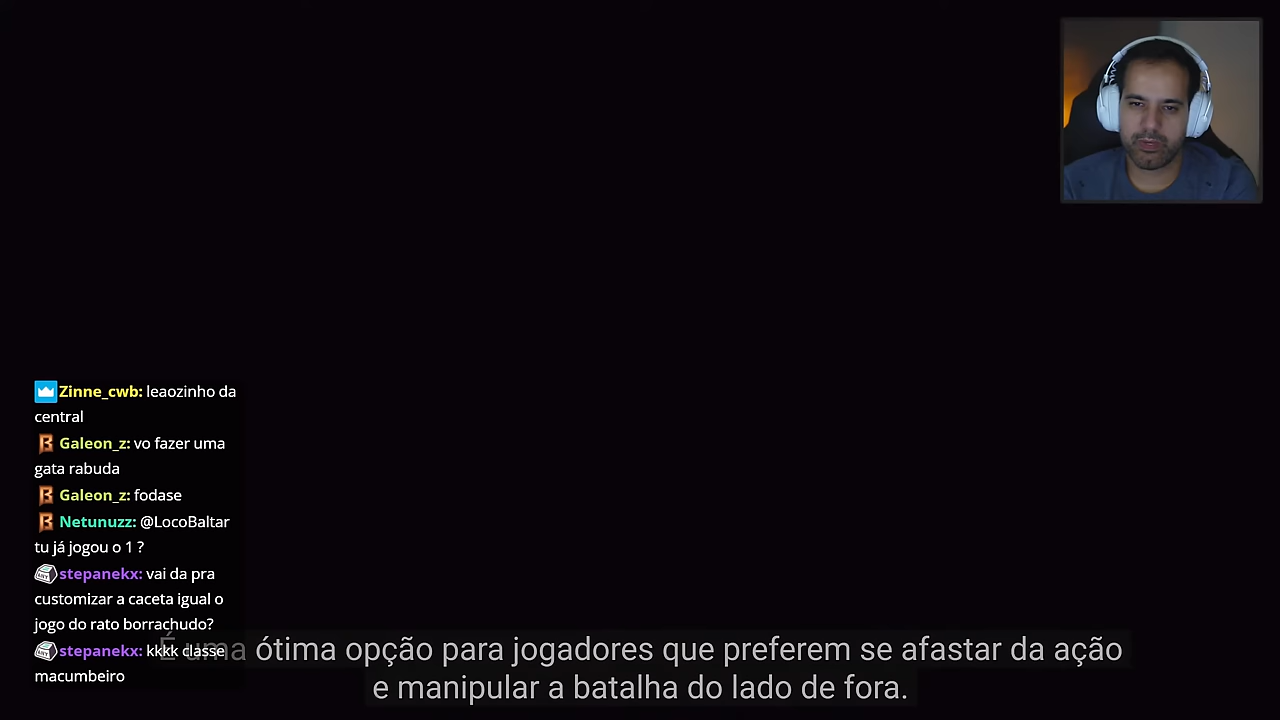 Zinne_cwb: leaozinho da
central
Galeon_z: vo fazer uma
gata rabuda
Galeon_z: fodase
Netunuzz: @LocoBaltar
tu já jogou o 1 ?
stepanekx: vai da pra
customizar a caceta igual o
jogo do rato borrachudo?
stepanekx: kkkk classe
macumbeiro
É uma ótima opção para jogadores que preferem se afastar da ação
e manipular a batalha do lado de fora.